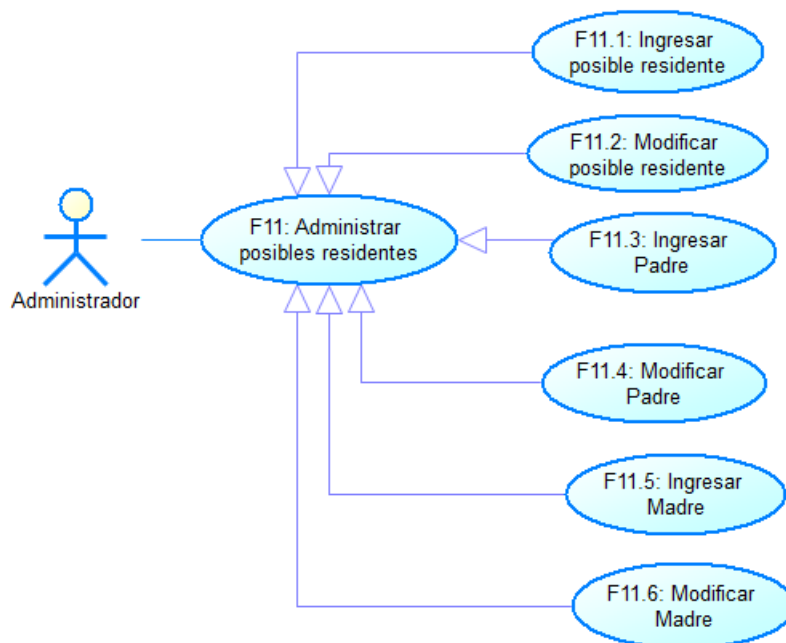 F11.1: Ingresar
posible residente
F11.2: Modificar
posible residente
F11: Administrar
posibles residentes
F11.3: Ingresar
Padre
Administrador
F11.4: Modificar
Padre
F11.5: Ingresar
Madre
F11.6: Modificar
Madre